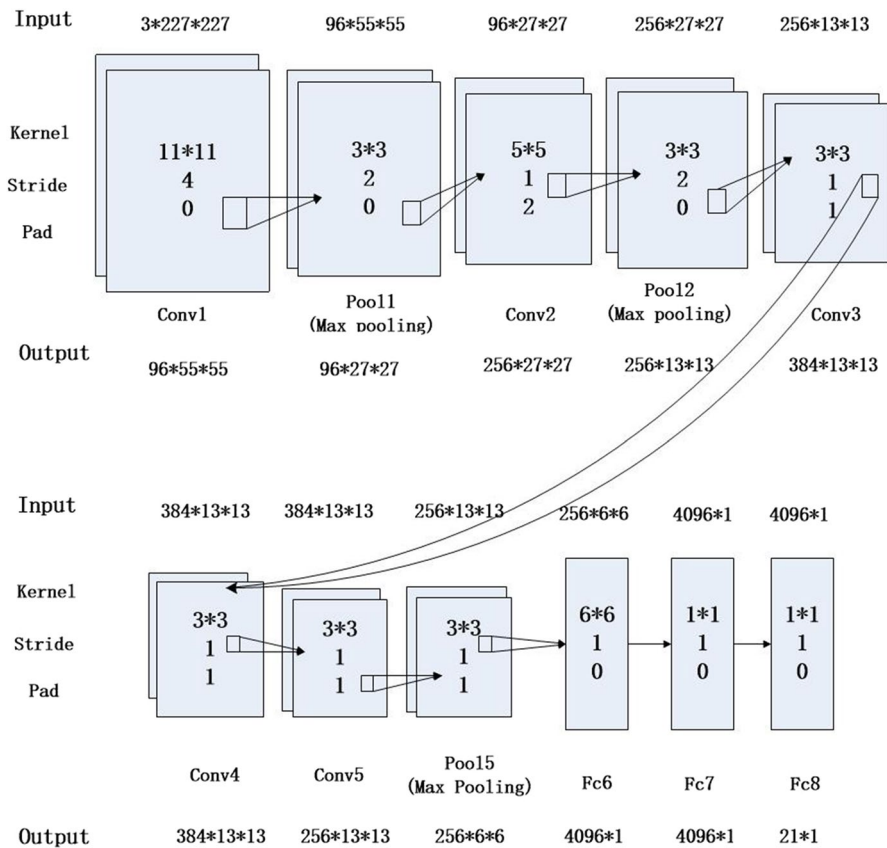 Input 3*227*227 96*55*55 96*27*27 256*27*27 256*13*13
Kernel 11*11 3*3 5*5 3*3 3*3
Stride 4 2 1 2 1
Pad 0 0 2 0 1
Conv1 Pool1 Conv2 Pool2 Conv3
(Max pooling) (Max pooling)
Output 96*55*55 96*27*27 256*27*27 256*13*13 384*13*13
Input 384*13*13 384*13*13 256*13*13 256*6*6 4096*1 4096*1
Kernel 3*3 3*3 3*3 6*6 1*1 1*1
Stride 1 1 1 1 1 1
Pad 1 1 1 0 0 0
Conv4 Conv5 Pool5 Fc6 Fc7 Fc8
(Max Pooling)
Output 384*13*13 256*13*13 256*6*6 4096*1 4096*1 21*1